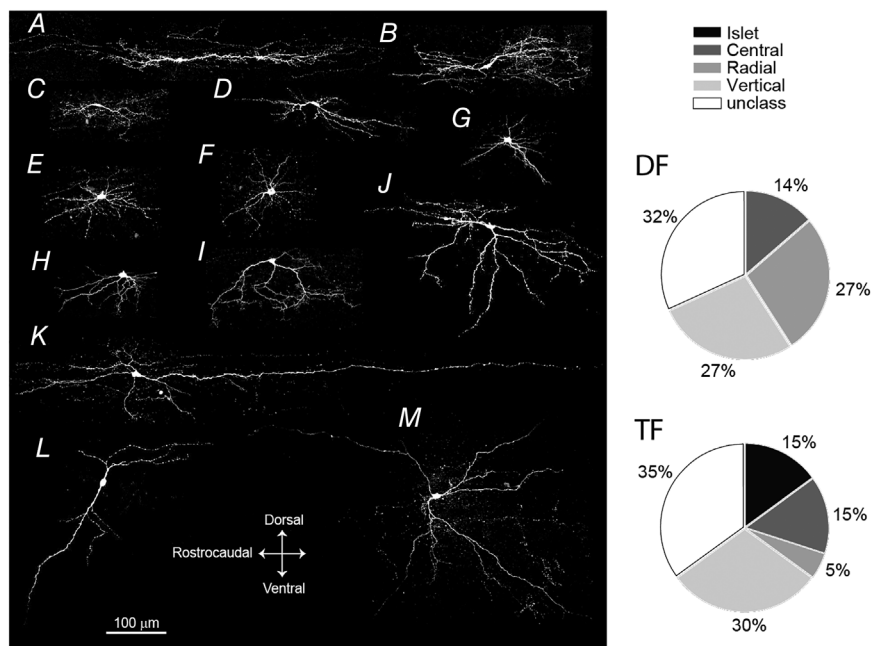 A
B
C
D
E
F
G
H
I
J
K
L
M
Dorsal
Rostrocaudal
Ventral
100 μm
Islet
Central
Radial
Vertical
unclass
DF
14%
32%
27%
27%
TF
15%
35%
15%
5%
30%